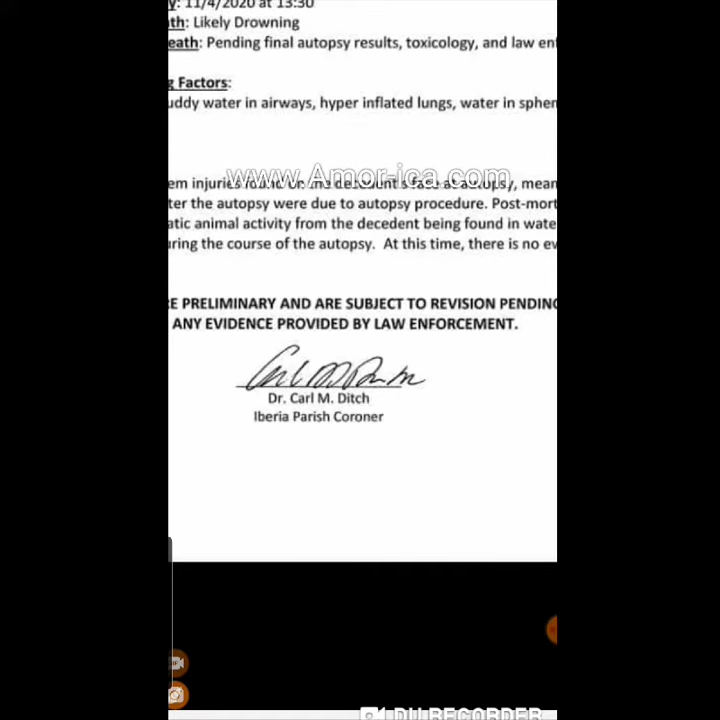 y: 11/4/2020 at 13:30
th: Likely Drowning
eath: Pending final autopsy results, toxicology, and law en
g Factors:
uddy water in airways, hyper inflated lungs, water in sphen
www.Amor-ica.com
em injuries found on the decedent's face at autopsy, mean
ter the autopsy were due to autopsy procedure. Post-mort
atic animal activity from the decedent being found in wate
uring the course of the autopsy. At this time, there is no ev
E PRELIMINARY AND ARE SUBJECT TO REVISION PENDING
ANY EVIDENCE PROVIDED BY LAW ENFORCEMENT.
Dr. Carl M. Ditch
Iberia Parish Coroner
DU RECORDER